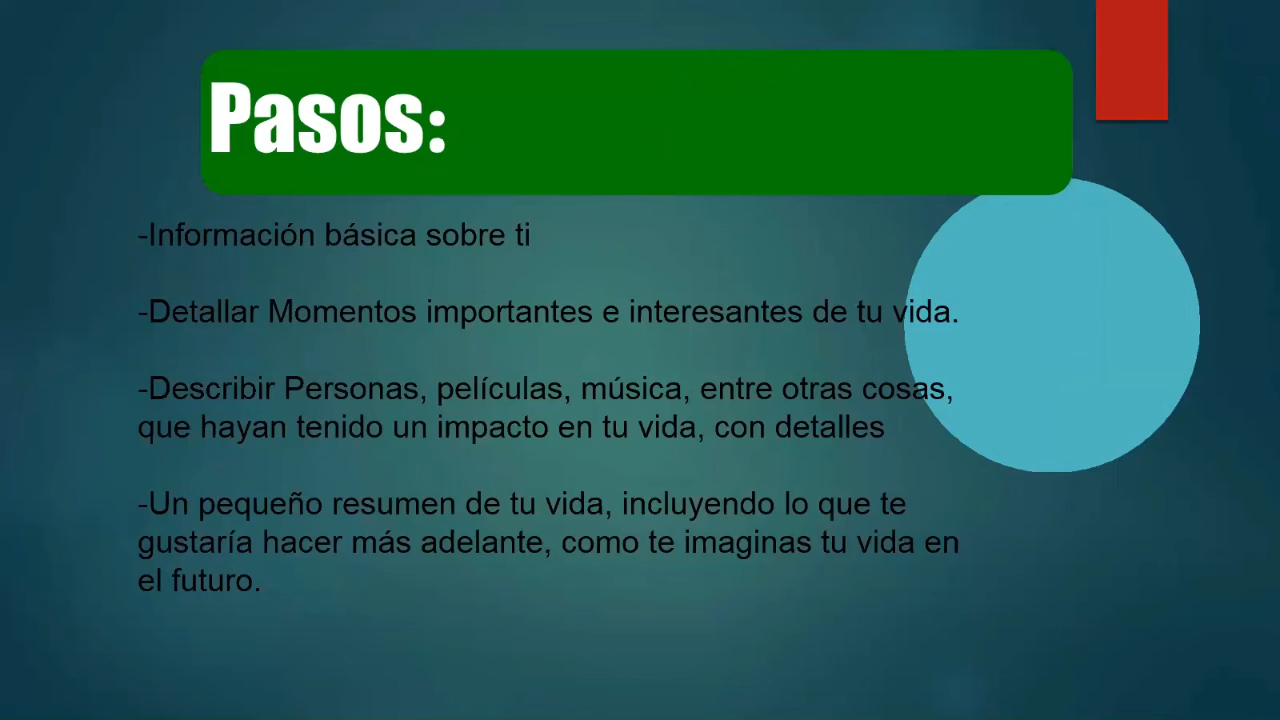 Pasos:
-Información básica sobre ti
-Detallar Momentos importantes e interesantes de tu vida.
-Describir Personas, películas, música, entre otras cosas,
que hayan tenido un impacto en tu vida, con detalles
-Un pequeño resumen de tu vida, incluyendo lo que te
gustaría hacer más adelante, como te imaginas tu vida en
el futuro.